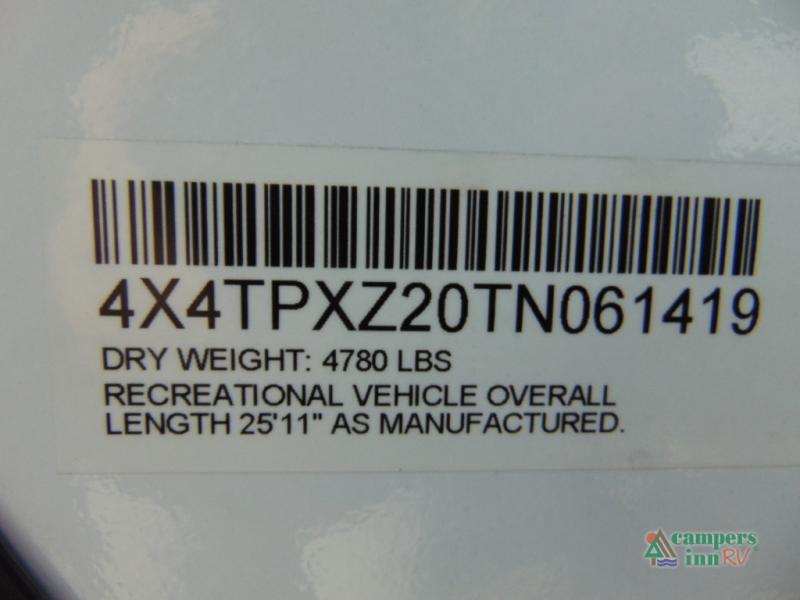 4X4TPXZ20TN061419
DRY WEIGHT: 4780 LBS
RECREATIONAL VEHICLE OVERALL
LENGTH 25'11" AS MANUFACTURED.
campers
inn RV®